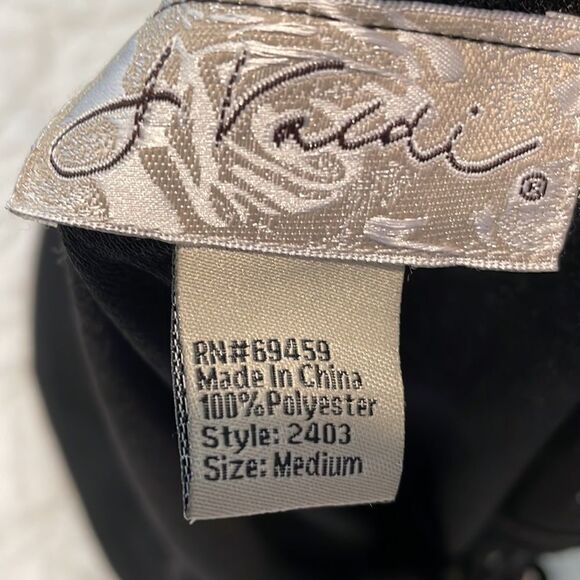 J Valdi ®
RN#69459
Made In China
100%Polyester
Style: 2403
Size: Medium